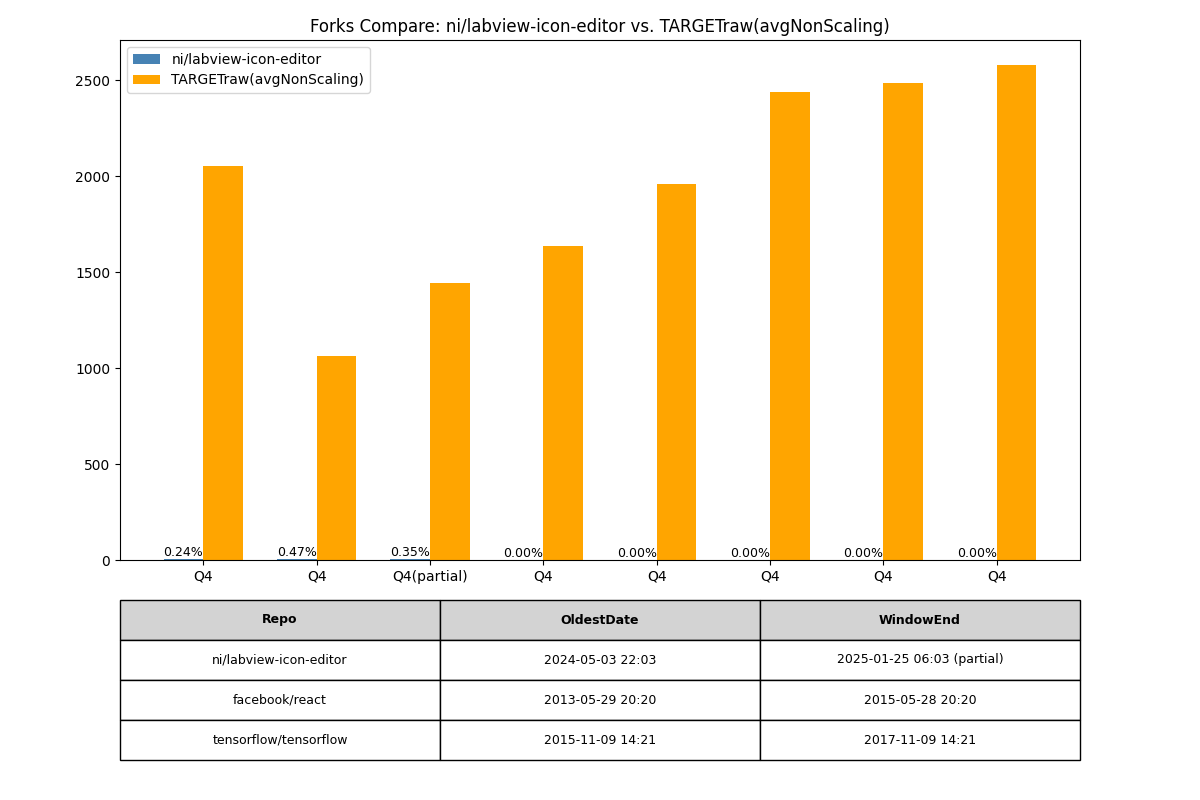 Forks Compare: ni/labview-icon-editor vs. TARGETraw(avgNonScaling)
ni/labview-icon-editor
TARGETraw(avgNonScaling)
2500
2000
1500
1000
500
0
0.24% 0.47% 0.35% 0.00% 0.00% 0.00% 0.00% 0.00%
Q4 Q4 Q4(partial) Q4 Q4 Q4 Q4 Q4
Repo OldestDate WindowEnd
ni/labview-icon-editor 2024-05-03 22:03 2025-01-25 06:03 (partial)
facebook/react 2013-05-29 20:20 2015-05-28 20:20
tensorflow/tensorflow 2015-11-09 14:21 2017-11-09 14:21